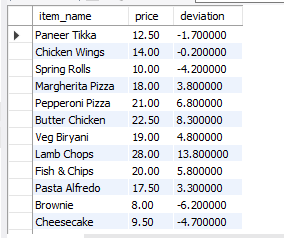 item_name price deviation
Paneer Tikka 12.50 -1.700000
Chicken Wings 14.00 -0.200000
Spring Rolls 10.00 -4.200000
Margherita Pizza 18.00 3.800000
Pepperoni Pizza 21.00 6.800000
Butter Chicken 22.50 8.300000
Veg Biryani 19.00 4.800000
Lamb Chops 28.00 13.800000
Fish & Chips 20.00 5.800000
Pasta Alfredo 17.50 3.300000
Brownie 8.00 -6.200000
Cheesecake 9.50 -4.700000